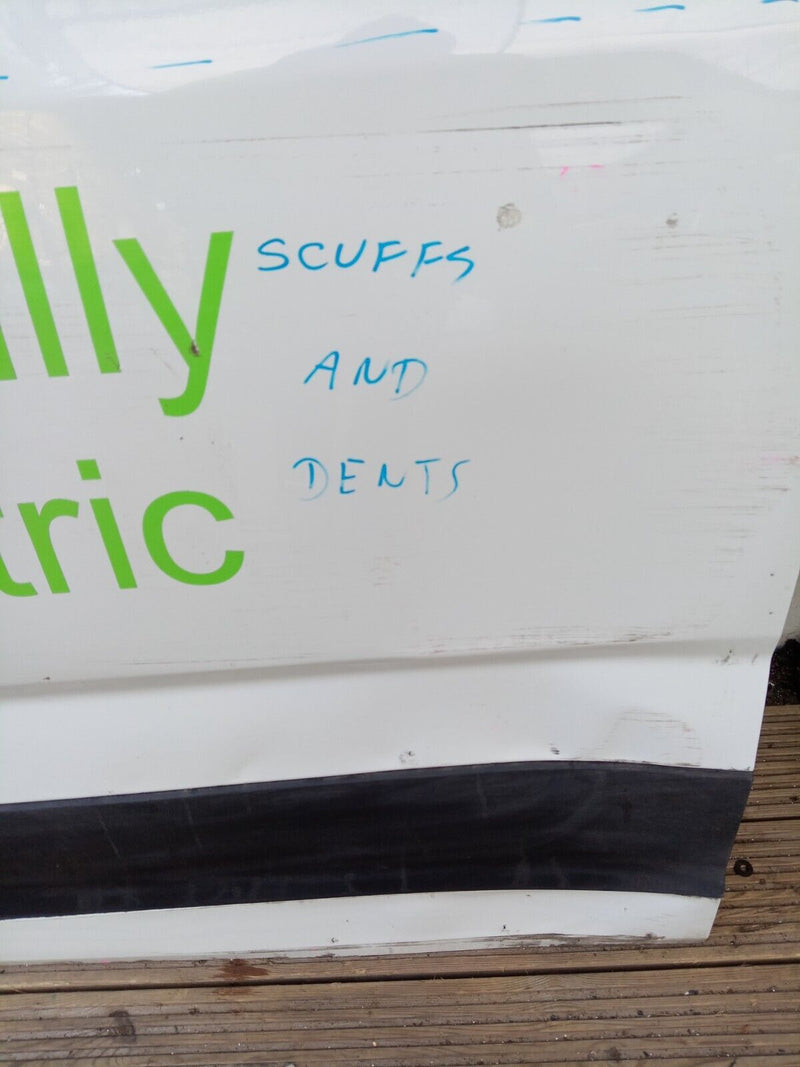 lly
SCUFFS
AND
DENTS
tric